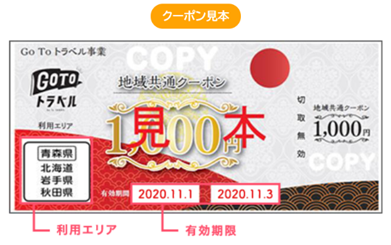 クーポン見本
Go To トラベル事業
COPY
GOTO
トラベル
地域共通クーポン
1,000円
見本
利用エリア
青森県
北海道
岩手県
秋田県
有効期間
2020.11.1
2020.11.3
切取無効
地域共通クーポン
1,000円
COPY
利用エリア
有効期限